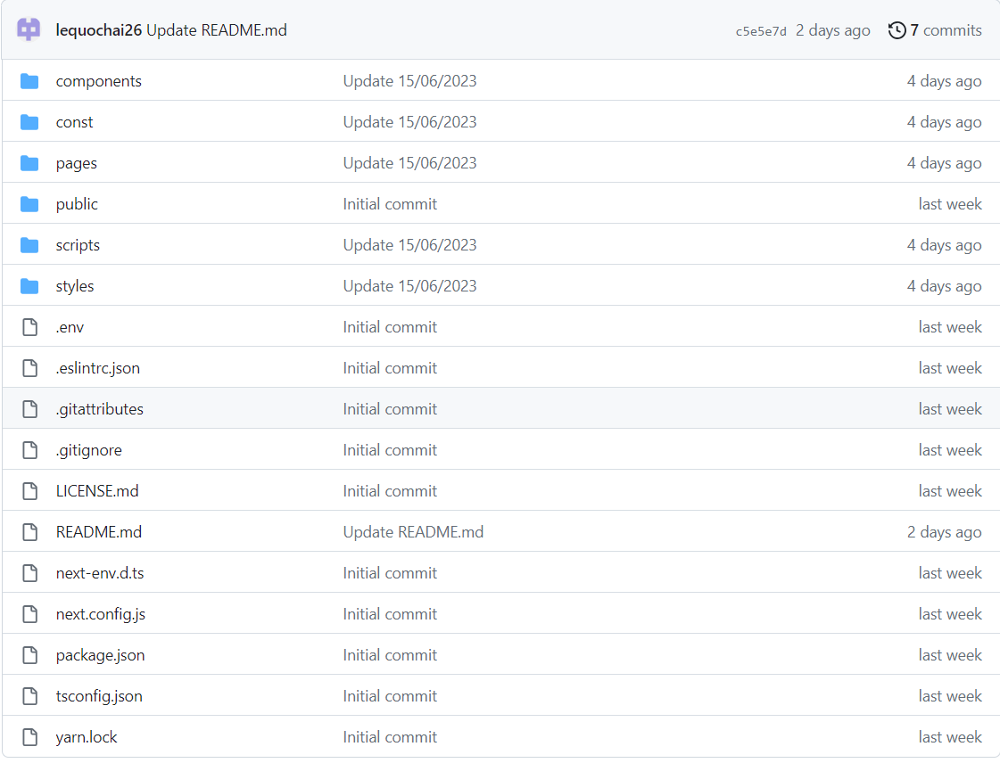 lequochai26 Update README.md c5e5e7d 2 days ago 7 commits
components Update 15/06/2023 4 days ago
const Update 15/06/2023 4 days ago
pages Update 15/06/2023 4 days ago
public Initial commit last week
scripts Update 15/06/2023 4 days ago
styles Update 15/06/2023 4 days ago
.env Initial commit last week
.eslintrc.json Initial commit last week
.gitattributes Initial commit last week
.gitignore Initial commit last week
LICENSE.md Initial commit last week
README.md Update README.md 2 days ago
next-env.d.ts Initial commit last week
next.config.js Initial commit last week
package.json Initial commit last week
tsconfig.json Initial commit last week
yarn.lock Initial commit last week